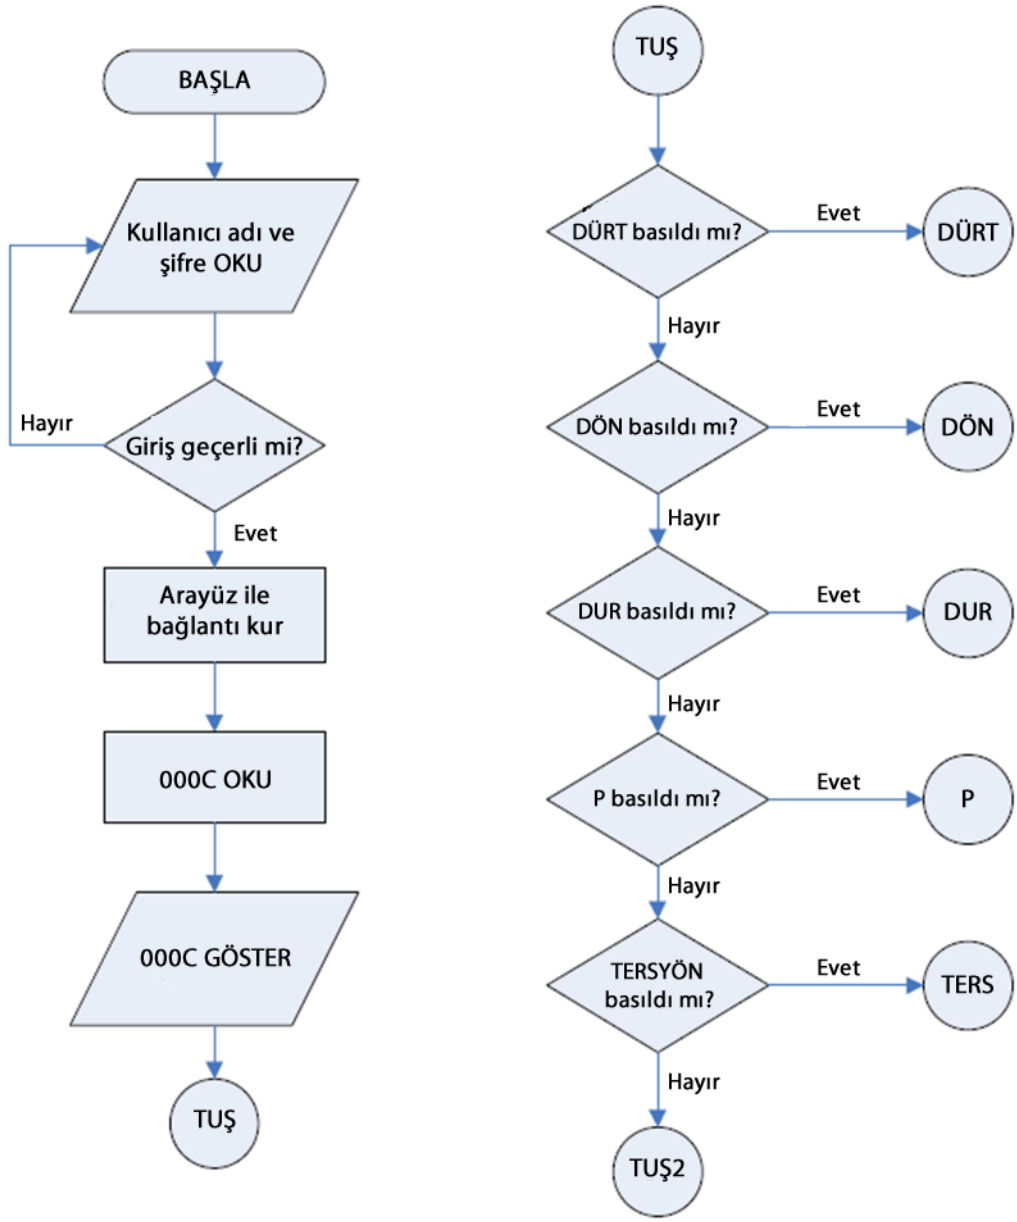 BAŞLA
Kullanıcı adı ve
şifre OKU
Hayır
Giriş geçerli mi?
Evet
Arayüz ile
bağlantı kur
000C OKU
000C GÖSTER
TUŞ
TUŞ
DÜRT basıldı mı?
Evet
DÜRT
Hayır
DÖN basıldı mı?
Evet
DÖN
Hayır
DUR basıldı mı?
Evet
DUR
Hayır
P basıldı mı?
Evet
P
Hayır
TERSYÖN
basıldı mı?
Evet
TERS
Hayır
TUŞ2